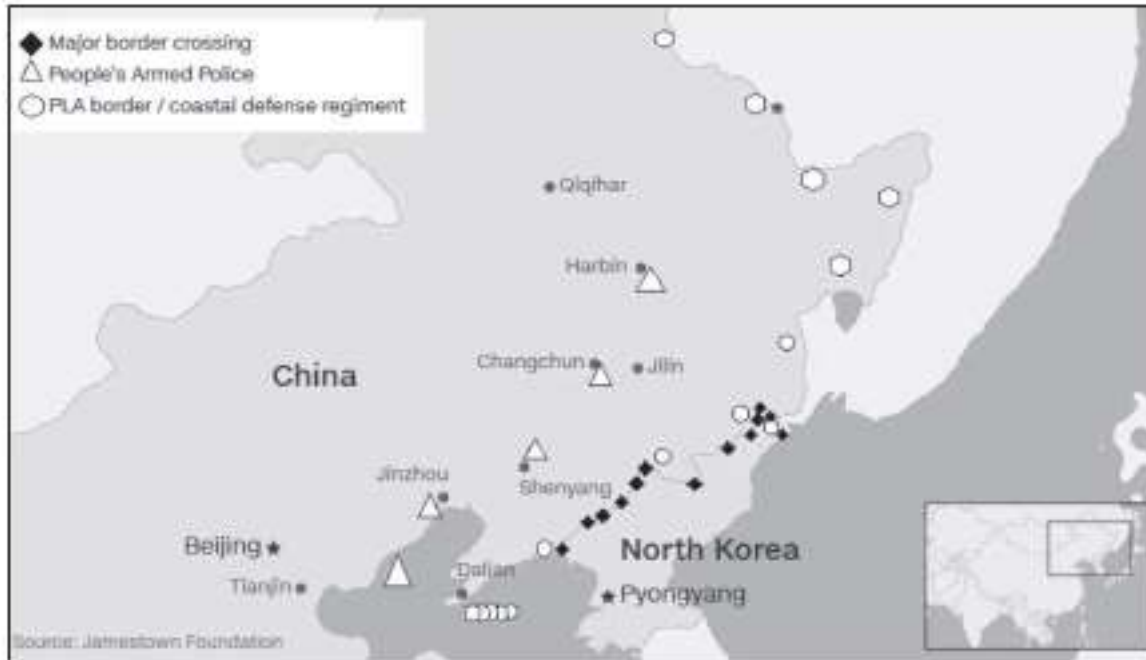 Major border crossing
People's Armed Police
PLA border / coastal defense regiment
Qiqihar
Harbin
Changchun
Jilin
China
Jinzhou
Shenyang
Beijing
North Korea
Dalian
Tianjin
Pyongyang
Source: Jamestown Foundation